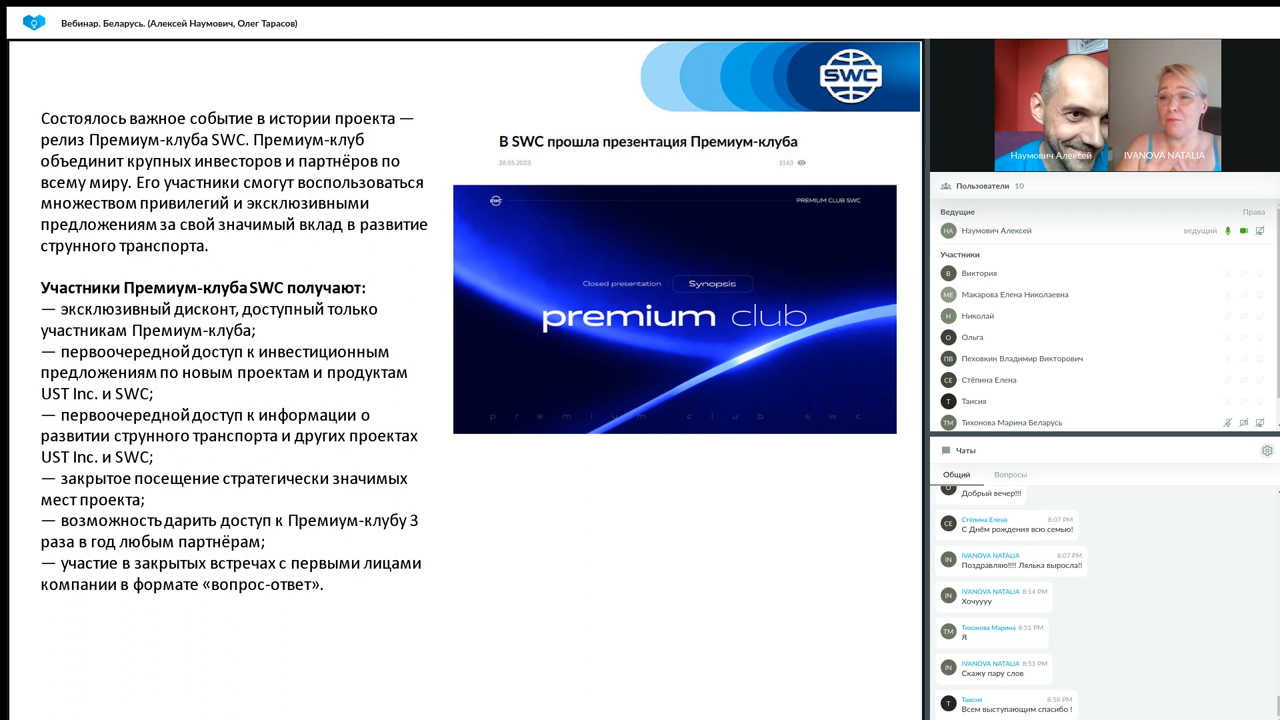 Вебинар. Беларусь. (Алексей Наумович, Олег Тарасов)
SWC
Состоялось важное событие в истории проекта —
релиз Премиум-клуба SWC. Премиум-клуб
объединит крупных инвесторов и партнёров по
всему миру. Его участники смогут воспользоваться
множеством привилегий и эксклюзивными
предложениям за свой значимый вклад в развитие
струнного транспорта.
Участники Премиум-клуба SWC получают:
— эксклюзивный дисконт, доступный только
участникам Премиум-клуба;
— первоочередной доступ к инвестиционным
предложениям по новым проектам и продуктам
UST Inc. и SWC;
— первоочередной доступ к информации о
развитии струнного транспорта и других проектах
UST Inc. и SWC;
— закрытое посещение стратегически значимых
мест проекта;
— возможность дарить доступ к Премиум-клубу 3
раза в год любым партнёрам;
— участие в закрытых встречах с первыми лицами
компании в формате «вопрос-ответ».
В SWC прошла презентация Премиум-клуба
26.05.2023 3163
PREMIUM CLUB SWC
Closed presentation Synopsis
premium club
premium club swc
Наумович Алексей IVANOVA NATALIA
Пользователи 10
Ведущие Права
НА Наумович Алексей ведущий
Участники
В Виктория
МЕ Макарова Елена Николаевна
Н Николай
О Ольга
ПВ Пеховкин Владимир Викторович
СЕ Стёпина Елена
Т Таисия
ТМ Тихонова Марина Беларусь
Чаты
Общий Вопросы
О Добрый вечер!!!
СЕ Стёпина Елена 8:07 PM
С Днём рождения всю семью!
IN IVANOVA NATALIA 8:07 PM
Поздравляю!!!! Лялька выросла!!
IN IVANOVA NATALIA 8:14 PM
Хочуууу
ТМ Тихонова Марина 8:51 PM
Я
IN IVANOVA NATALIA 8:53 PM
Скажу пару слов
Т Таисия 8:58 PM
Всем выступающим спасибо !